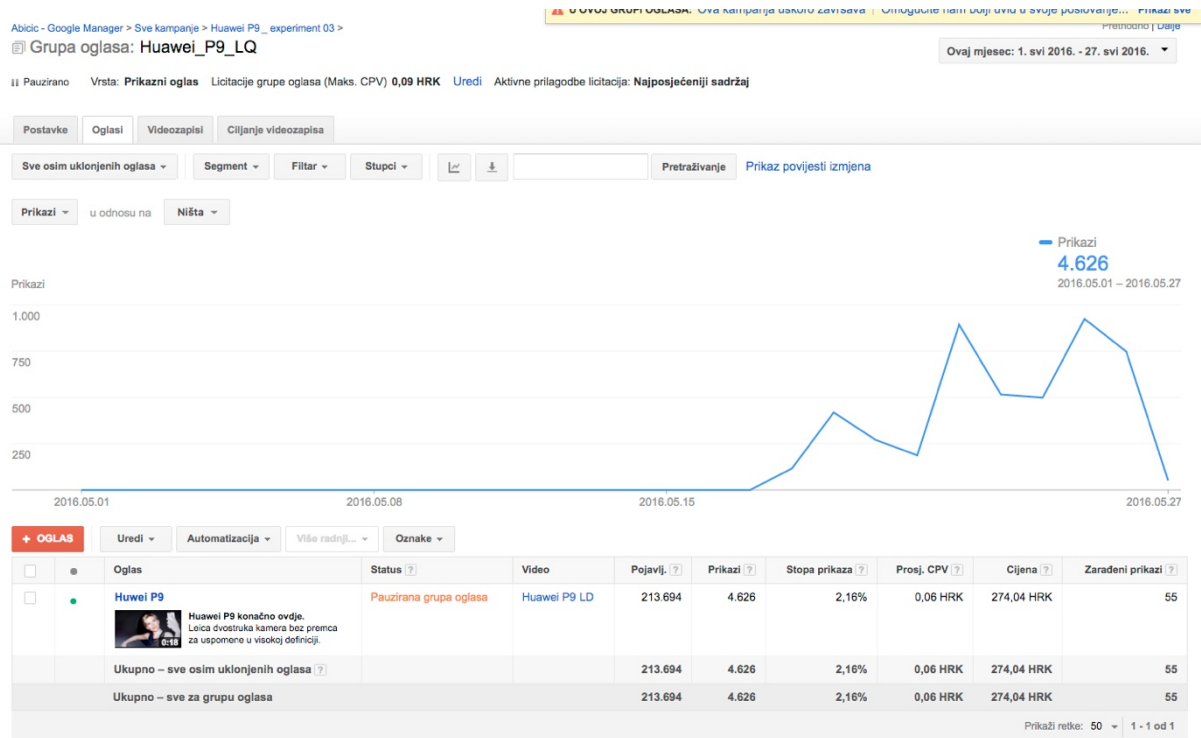 U OVOJ GRUPI OGLASA: Ova kampanja uskoro završava | Omogućite nam bolji uvid u svoje poslovanje... Prikaži sve
Abicic - Google Manager > Sve kampanje > Huawei P9 _ experiment 03 >
Prethodno | Dalje
Grupa oglasa: Huawei_P9_LQ
Ovaj mjesec: 1. svi 2016. - 27. svi 2016.
Pauzirano Vrsta: Prikazni oglas Licitacije grupe oglasa (Maks. CPV) 0,09 HRK Uredi Aktivne prilagodbe licitacija: Najposjećeniji sadržaj
Postavke Oglasi Videozapisi Ciljanje videozapisa
Sve osim uklonjenih oglasa Segment Filtar Stupci Pretraživanje Prikaz povijesti izmjena
Prikazi u odnosu na Ništa
Prikazi
4.626
2016.05.01 – 2016.05.27
Prikazi
1.000
750
500
250
2016.05.01 2016.05.08 2016.05.15 2016.05.27
+ OGLAS Uredi Automatizacija Više radnji... Oznake
Oglas Status ? Video Pojavlj. ? Prikazi ? Stopa prikaza ? Prosj. CPV ? Cijena ? Zarađeni prikazi ?
Huwei P9 Pauzirana grupa oglasa Huawei P9 LD 213.694 4.626 2,16% 0,06 HRK 274,04 HRK 55
Huawei P9 konačno ovdje.
Leica dvostruka kamera bez premca
za uspomene u visokoj definiciji.
0:18
Ukupno – sve osim uklonjenih oglasa ? 213.694 4.626 2,16% 0,06 HRK 274,04 HRK 55
Ukupno – sve za grupu oglasa 213.694 4.626 2,16% 0,06 HRK 274,04 HRK 55
Prikaži retke: 50 1 - 1 od 1